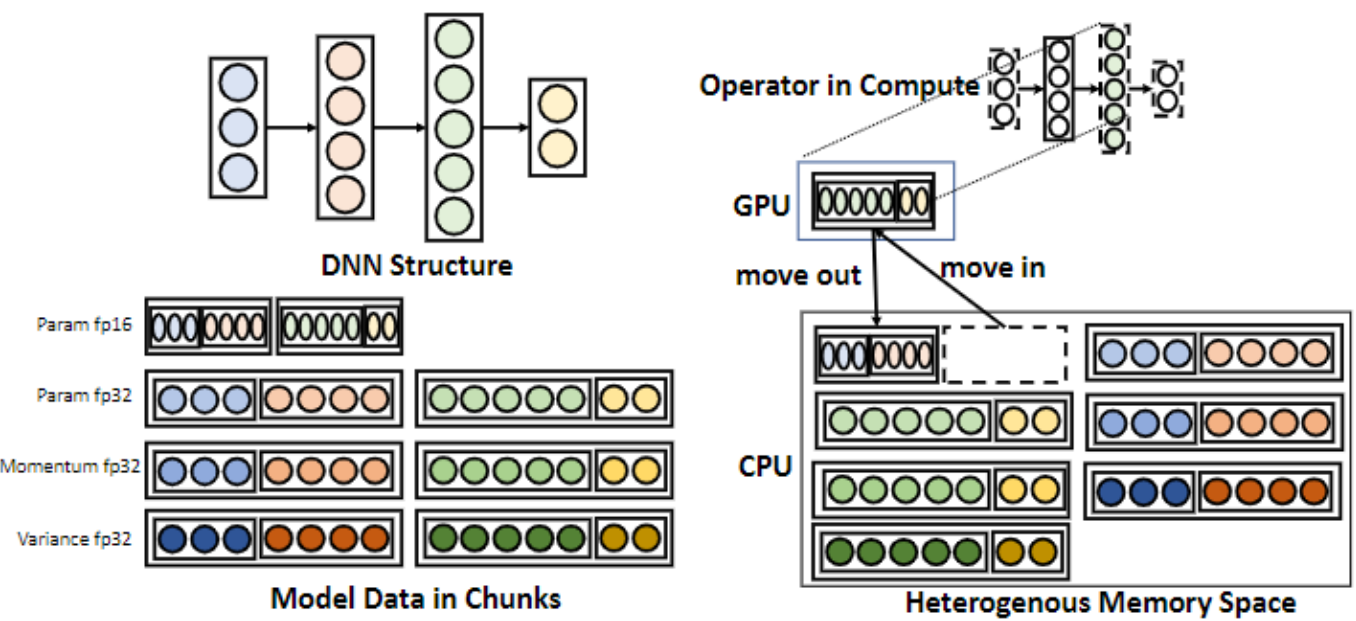 DNN Structure
Param fp16
Param fp32
Momentum fp32
Variance fp32
Model Data in Chunks
Operator in Compute
GPU
move out
move in
CPU
Heterogenous Memory Space